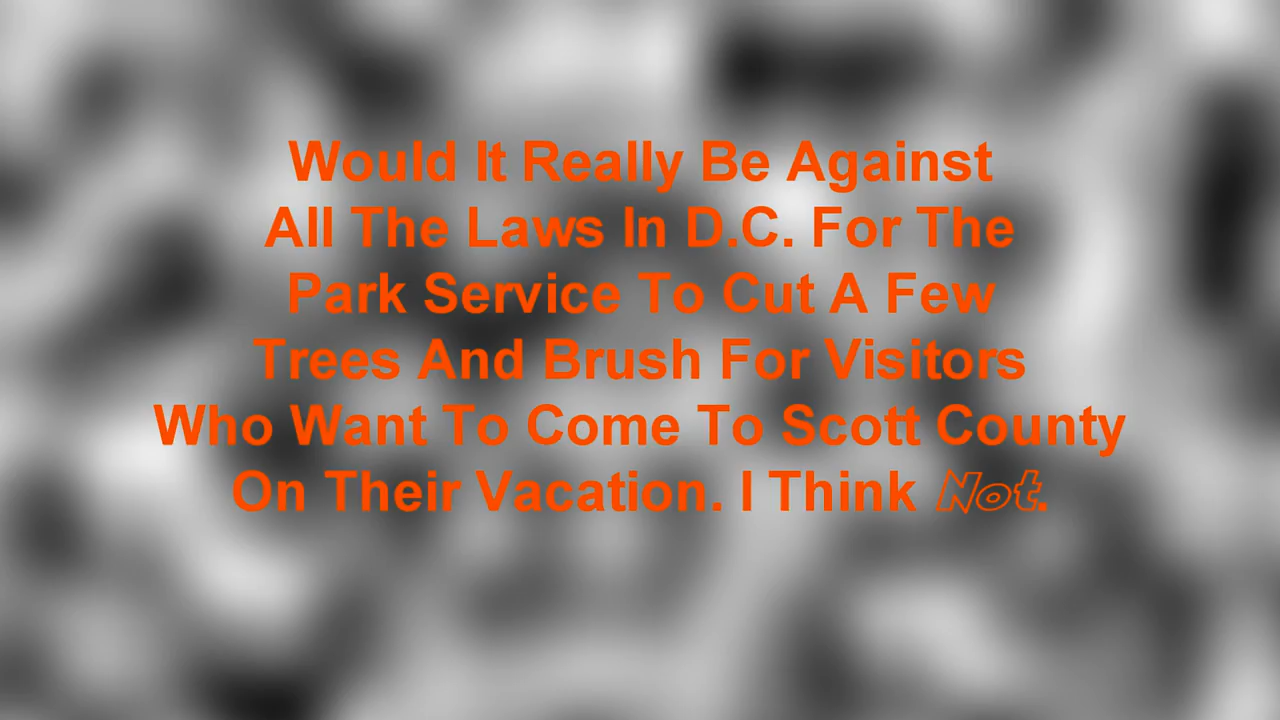 Would It Really Be Against
All The Laws In D.C. For The
Park Service To Cut A Few
Trees And Brush For Visitors
Who Want To Come To Scott County
On Their Vacation. I Think Not.